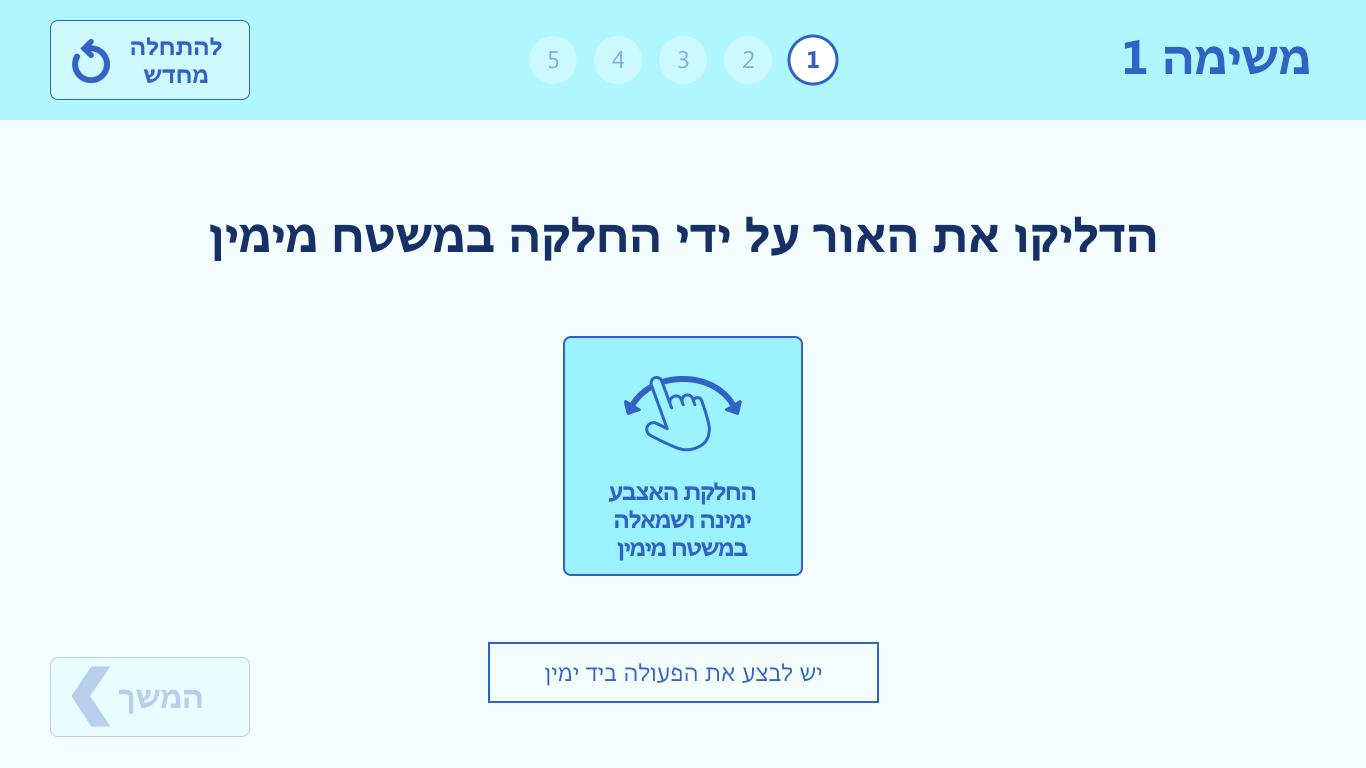 משימה 1
1
2
3
4
5
להתחלה
מחדש
הדליקו את האור על ידי החלקה במשטח מימין
החלקת האצבע
ימינה ושמאלה
במשטח מימין
יש לבצע את הפעולה ביד ימין
המשך